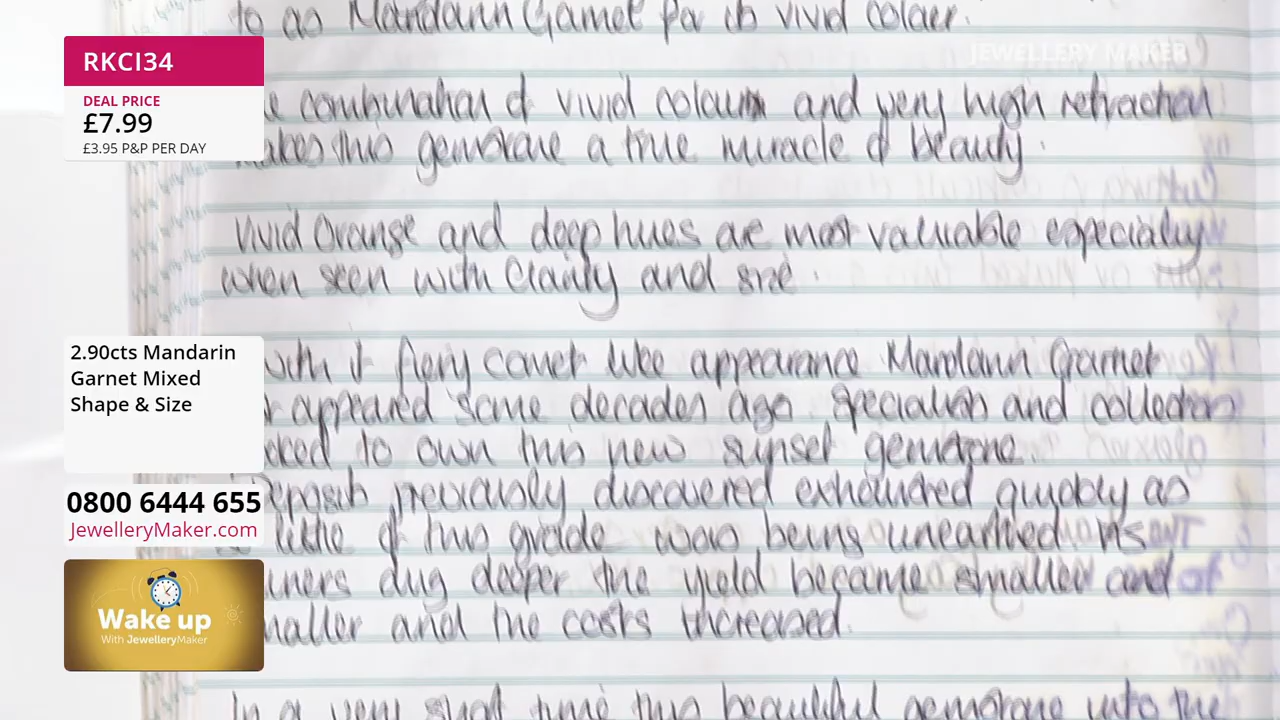 to as Mandarin Garnet for its vivid colour.
JEWELLERY MAKER
RKCI34
DEAL PRICE
£7.99
£3.95 P&P PER DAY
combination of vivid colour and very high refraction
makes this gemstone a true miracle of beauty.
Vivid Orange and deep hues are most valuable especially
when seen with Clarity and size.
2.90cts Mandarin
Garnet Mixed
Shape & Size
with it fiery comet like appearance Mandarin Garnet
appeared some decades ago. Specialists and collectors
to own this new sunset gemstone.
0800 6444 655
JewelleryMaker.com
Deposits previously discovered exhausted quickly as
little of this grade was being unearthed As
dug deeper the yield became smaller and
smaller and the costs increased.
Wake up
With JewelleryMaker
In a very short time this beautiful gemstone into the